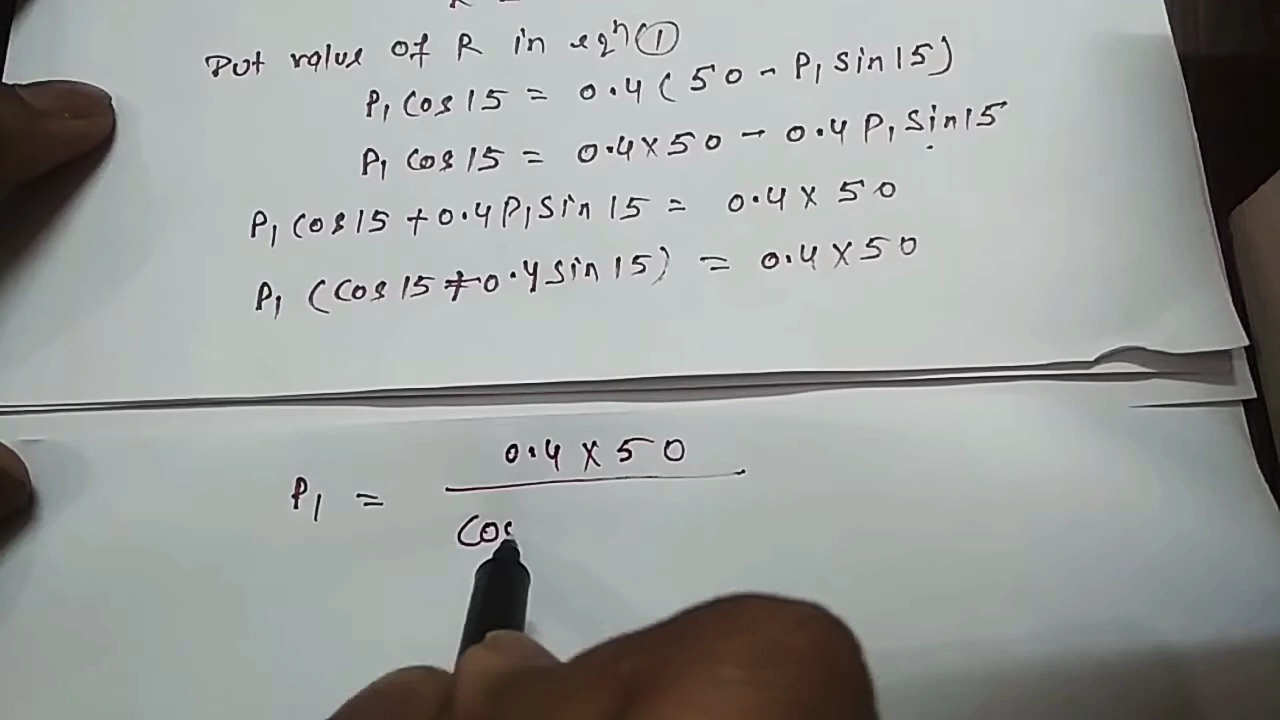 Put value of R in eqⁿ ①
P₁ cos 15 = 0.4 ( 50 - P₁ sin 15 )
P₁ cos 15 = 0.4 × 50 - 0.4 P₁ sin 15
P₁ cos 15 + 0.4 P₁ sin 15 = 0.4 × 50
P₁ ( cos 15 + 0.4 sin 15 ) = 0.4 × 50
P₁ = 0.4 × 50 / cos